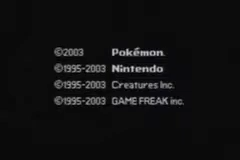 ©2003 Pokémon.
©1995-2003 Nintendo
©1995-2003 Creatures Inc.
©1995-2003 GAME FREAK inc.